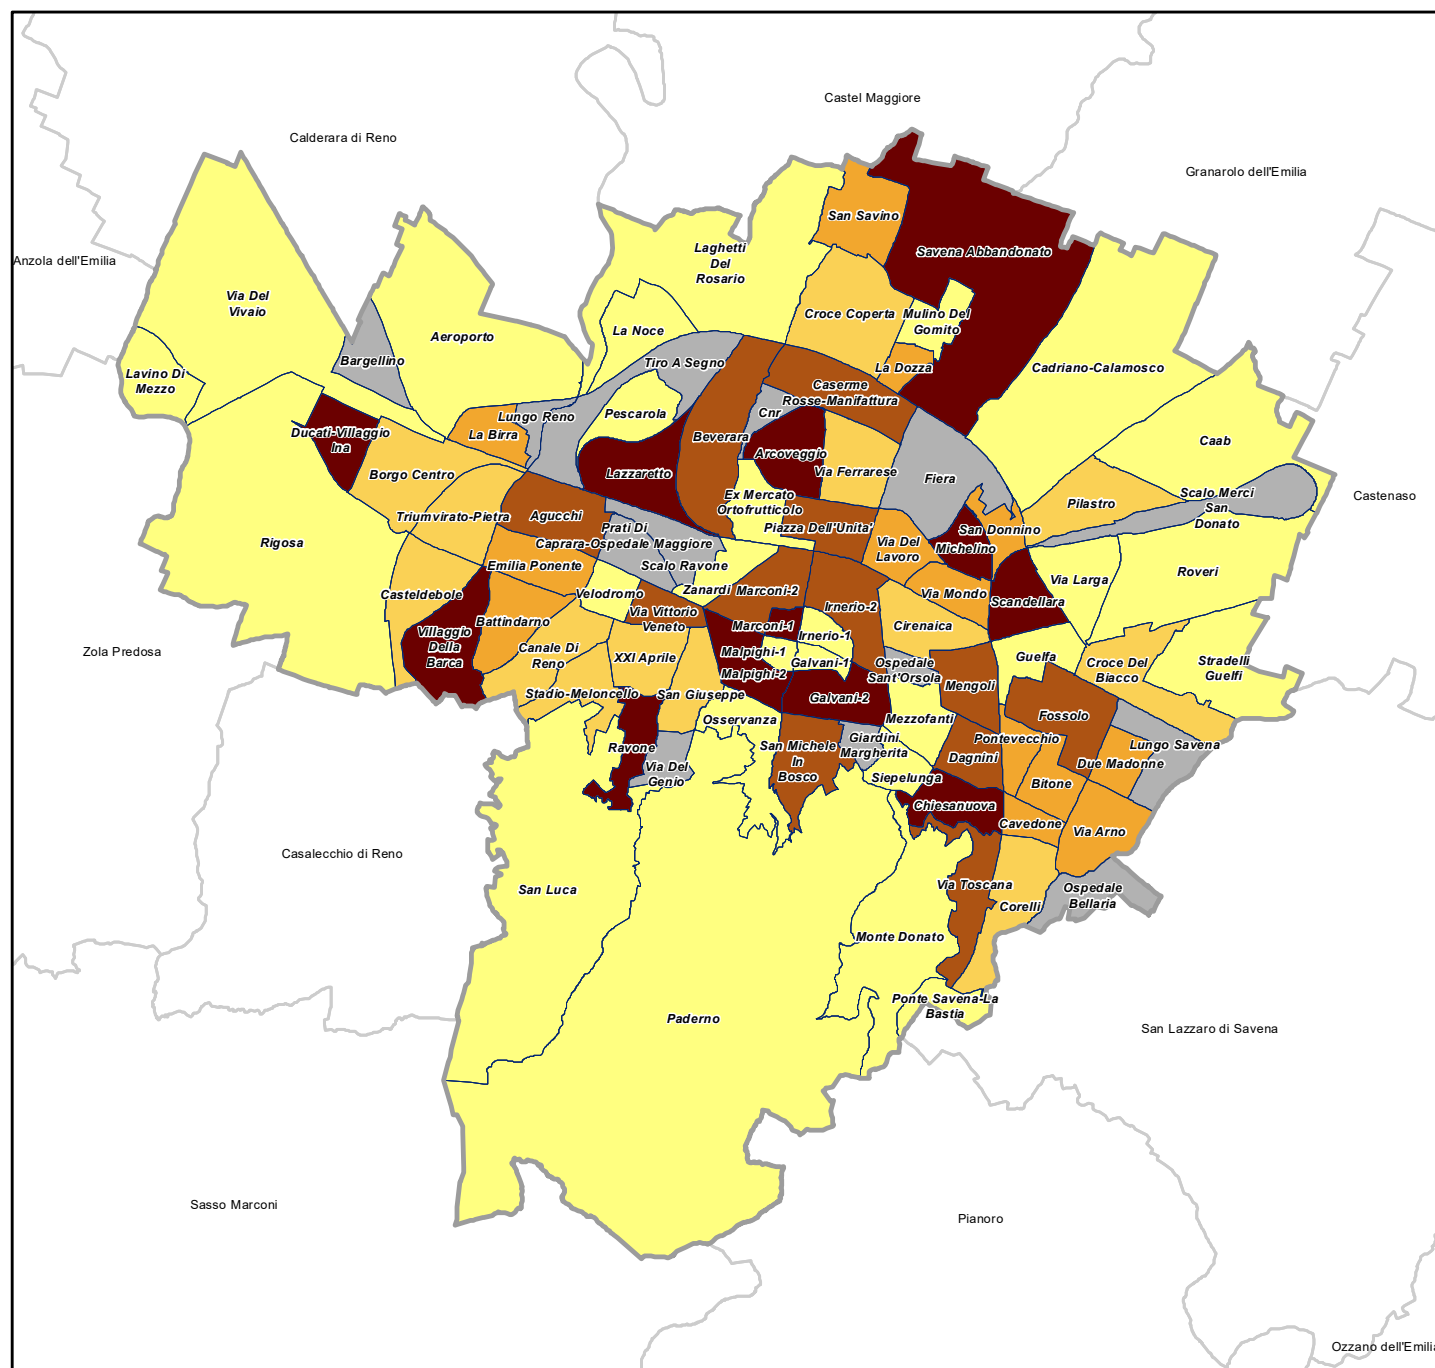 Castel Maggiore
Calderara di Reno
Granarolo dell'Emilia
San Savino
Laghetti
Del
Rosario
Savena Abbandonato
Anzola dell'Emilia
Via Del
Vivaio
Croce Coperta
Mulino Del
Gomito
La Noce
Aeroporto
Bargellino
Tiro A Segno
La Dozza
Cadriano-Calamosco
Lavino Di
Mezzo
Caserme
Rosse-Manifattura
Lungo Reno
Pescarola
Cnr
Ducati-Villaggio
Ina
La Birra
Beverara
Caab
Arcoveggio
Borgo Centro
Lazzaretto
Via Ferrarese
Fiera
Ex Mercato
Ortofrutticolo
Pilastro
Scalo Merci
San
Donato
Castenaso
Triumvirato-Pietra
Agucchi
Prati Di
Caprara-Ospedale Maggiore
Piazza Dell'Unita'
San Donnino
Rigosa
Via Del
Lavoro
Michelino
Emilia Ponente
Scalo Ravone
Roveri
Via Larga
Casteldebole
Velodromo
Zanardi
Marconi-2
Via Mondo
Scandellara
Via Vittorio
Veneto
Irnerio-2
Battindarno
Marconi-1
Cirenaica
Villaggio
Della
Barca
Irnerio-1
Zola Predosa
Canale Di
Reno
XXI Aprile
Malpighi-1
Galvani-1
Ospedale
Sant'Orsola
Guelfa
Croce Del
Biacco
Stradelli
Guelfi
Malpighi-2
Mengoli
Stadio-Meloncello
San Giuseppe
Galvani-2
Osservanza
Mezzofanti
Fossolo
Ravone
San Michele
In
Bosco
Giardini
Margherita
Pontevecchio
Lungo Savena
Via Del
Genio
Dagnini
Due Madonne
Siepelunga
Bitone
Chiesanuova
Cavedone
Via Arno
Casalecchio di Reno
San Luca
Via Toscana
Ospedale
Bellaria
Corelli
Monte Donato
Ponte Savena-La
Bastia
Paderno
San Lazzaro di Savena
Sasso Marconi
Pianoro
Ozzano dell'Emilia